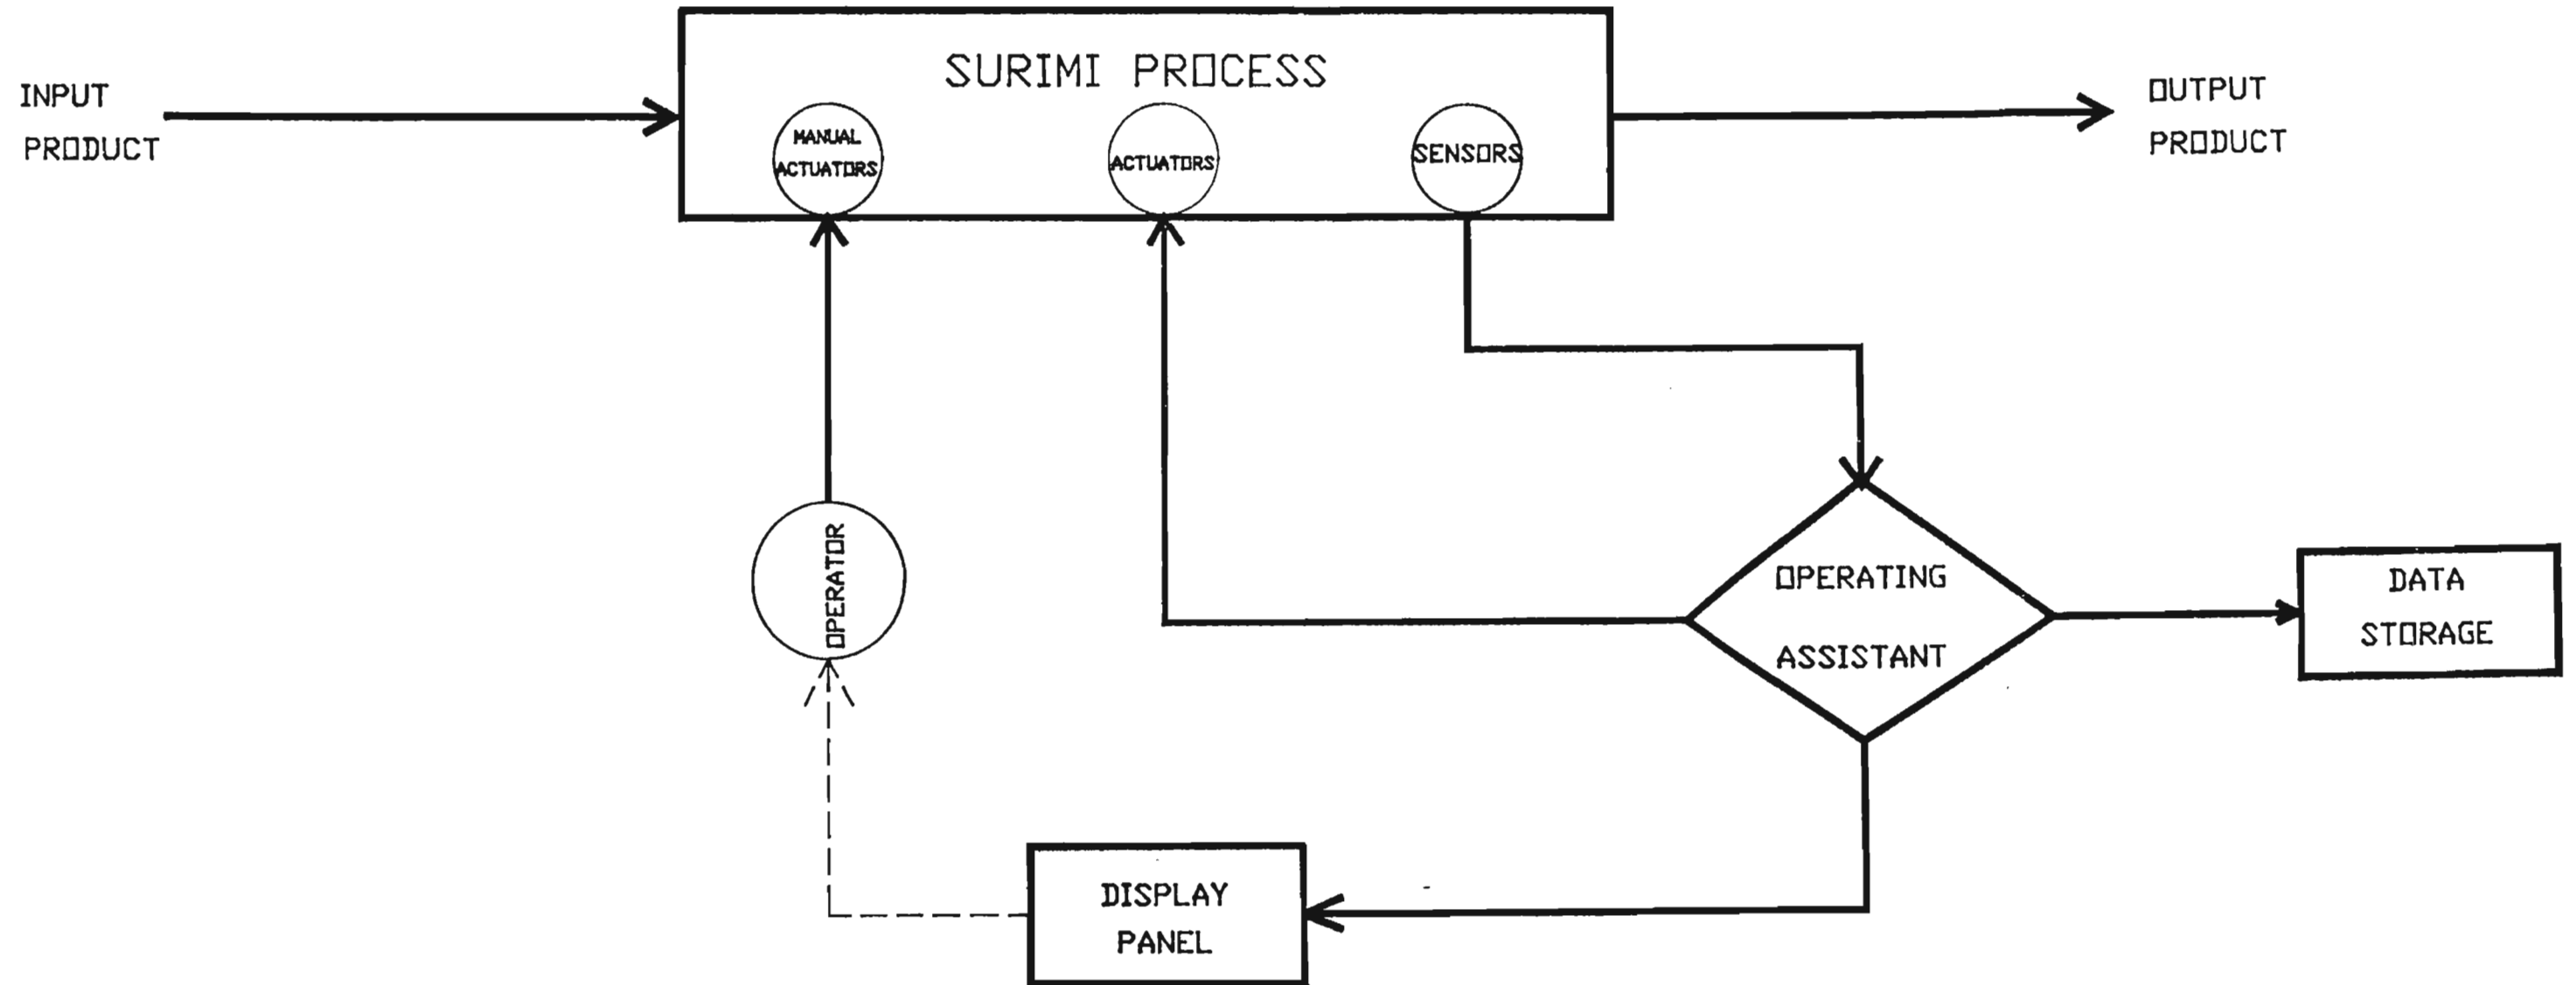 SURIMI PROCESS
INPUT
PRODUCT
MANUAL
ACTUATORS
ACTUATORS
SENSORS
OUTPUT
PRODUCT
OPERATOR
OPERATING
ASSISTANT
DATA
STORAGE
DISPLAY
PANEL